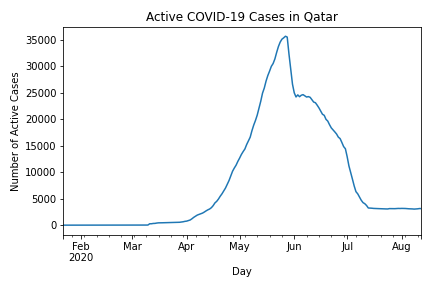 Active COVID-19 Cases in Qatar
35000
30000
25000
20000
15000
10000
5000
0
Number of Active Cases
Feb Mar Apr May Jun Jul Aug
2020
Day